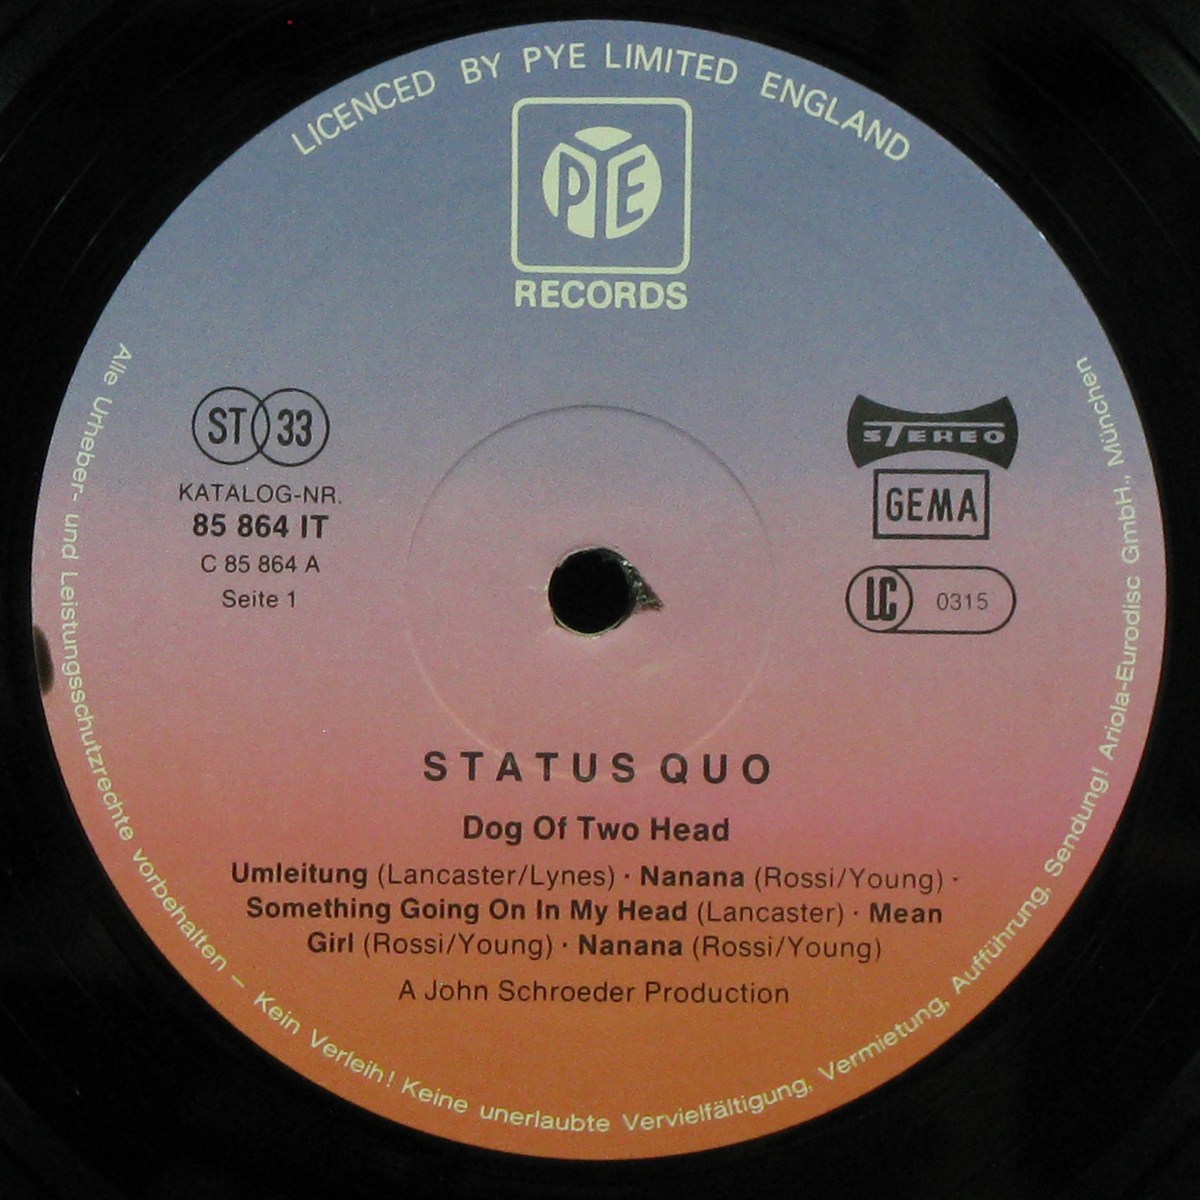 LICENCED BY PYE LIMITED ENGLAND
PYE
RECORDS
ST 33
KATALOG-NR.
85 864 IT
C 85 864 A
Seite 1
STEREO
GEMA
LC 0315
STATUS QUO
Dog Of Two Head
Umleitung (Lancaster/Lynes) · Nanana (Rossi/Young) ·
Something Going On In My Head (Lancaster) · Mean
Girl (Rossi/Young) · Nanana (Rossi/Young)
A John Schroeder Production
Alle Urheber- und Leistungsschutzrechte vorbehalten – Kein Verleih! Keine unerlaubte Vervielfältigung, Vermietung, Aufführung, Sendung! Ariola-Eurodisc GmbH., München